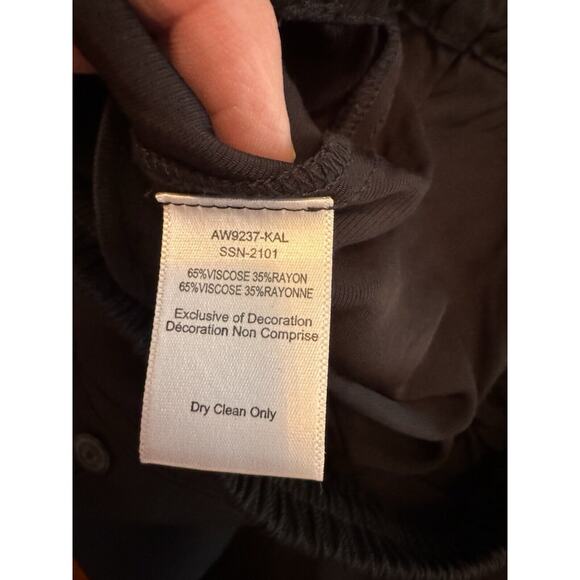 AW9237-KAL
SSN-2101
65%VISCOSE 35%RAYON
65%VISCOSE 35%RAYONNE
Exclusive of Decoration
Décoration Non Comprise
Dry Clean Only